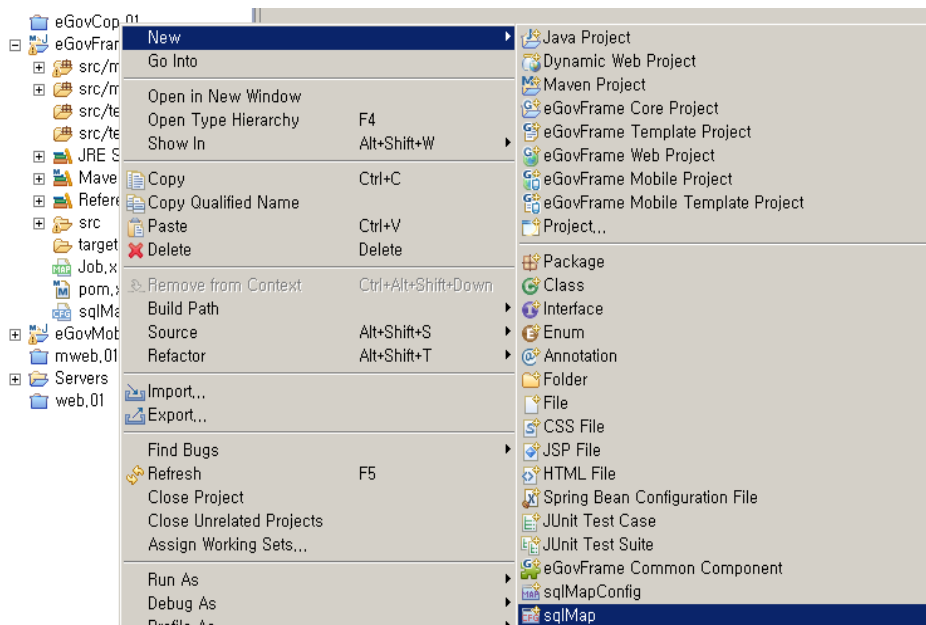 eGovCop_01
eGovFrar
src/m
src/m
src/te
src/te
JRE S
Mave
Refere
src
target
Job,x
pom,x
sqlMa
eGovMob
mweb,01
Servers
web,01
New
Go Into
Open in New Window
Open Type Hierarchy F4
Show In Alt+Shift+W
Copy Ctrl+C
Copy Qualified Name
Paste Ctrl+V
Delete Delete
Remove from Context Ctrl+Alt+Shift+Down
Build Path
Source Alt+Shift+S
Refactor Alt+Shift+T
Import,,,
Export,,,
Find Bugs
Refresh F5
Close Project
Close Unrelated Projects
Assign Working Sets,,,
Run As
Debug As
Profile As
Java Project
Dynamic Web Project
Maven Project
eGovFrame Core Project
eGovFrame Template Project
eGovFrame Web Project
eGovFrame Mobile Project
eGovFrame Mobile Template Project
Project,,,
Package
Class
Interface
Enum
Annotation
Folder
File
CSS File
JSP File
HTML File
Spring Bean Configuration File
JUnit Test Case
JUnit Test Suite
eGovFrame Common Component
sqlMapConfig
sqlMap